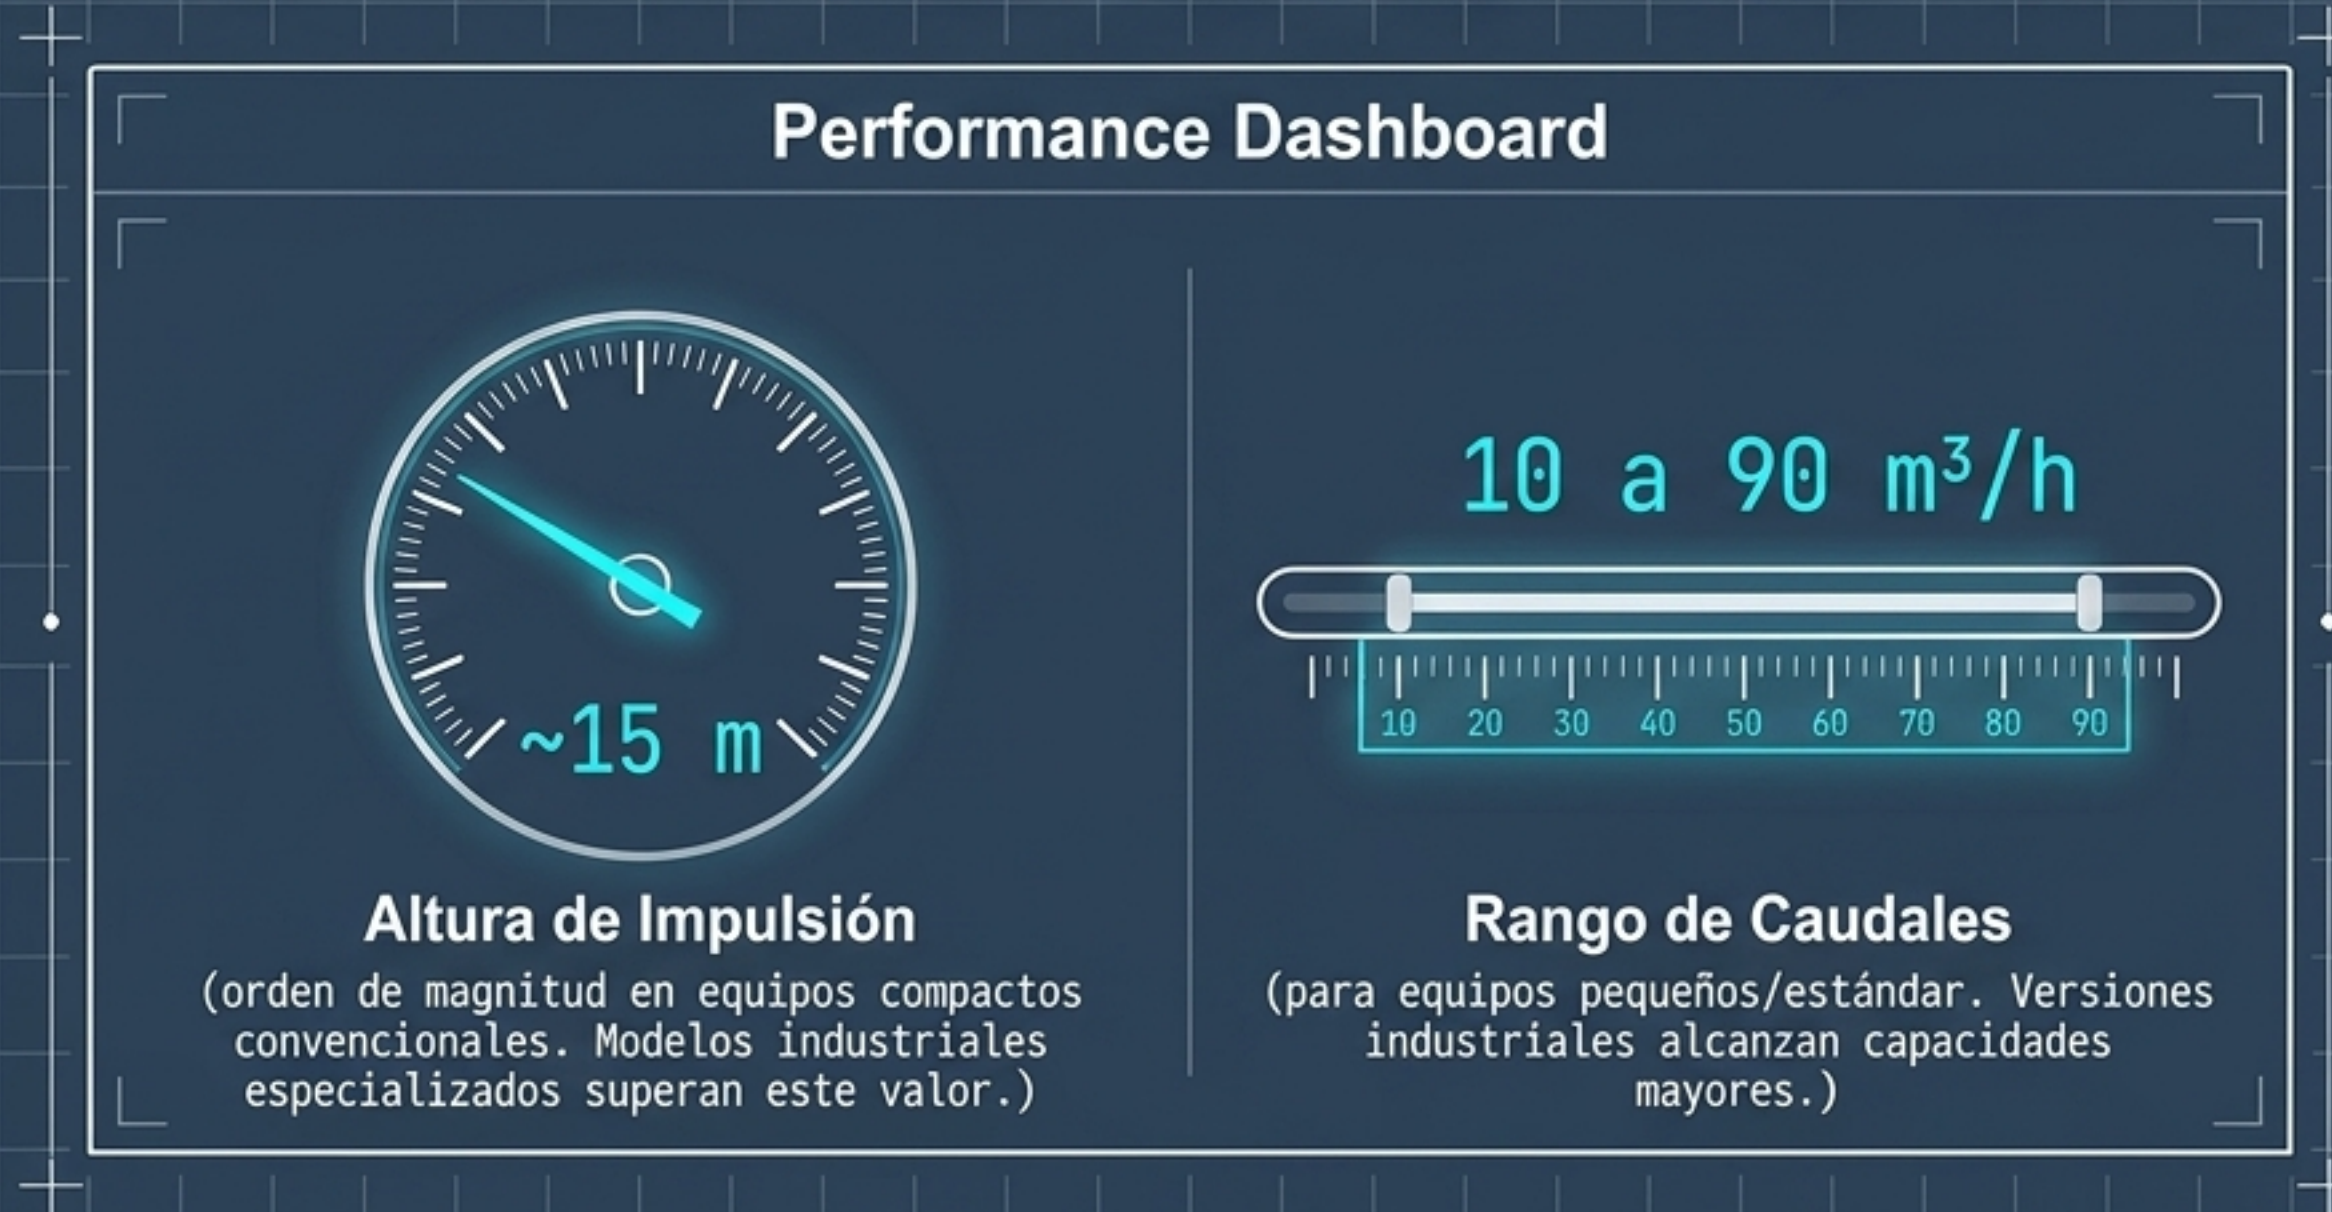 Performance Dashboard
~15 m
Altura de Impulsión
(orden de magnitud en equipos compactos
convencionales. Modelos industriales
especializados superan este valor.)
10 a 90 m³/h
10 20 30 40 50 60 70 80 90
Rango de Caudales
(para equipos pequeños/estándar. Versiones
industríales alcanzan capacidades
mayores.)